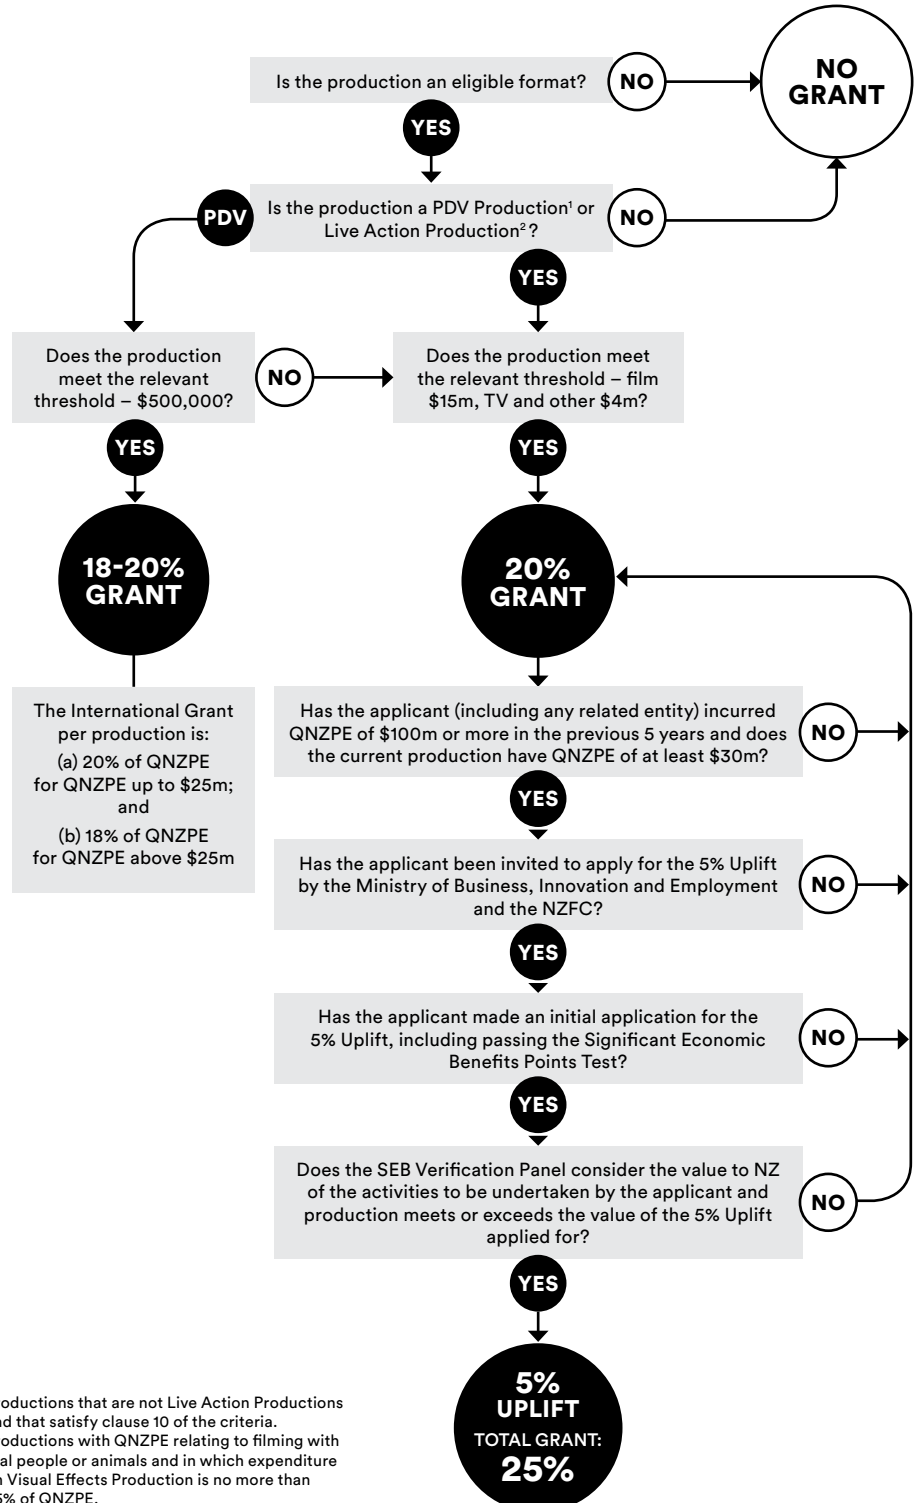 Is the production an eligible format?
NO
NO
GRANT
YES
PDV
Is the production a PDV Production¹ or
Live Action Production²?
NO
YES
Does the production
meet the relevant
threshold – $500,000?
NO
Does the production meet
the relevant threshold – film
$15m, TV and other $4m?
YES
YES
18-20%
GRANT
20%
GRANT
The International Grant
per production is:
(a) 20% of QNZPE
for QNZPE up to $25m;
and
(b) 18% of QNZPE
for QNZPE above $25m
Has the applicant (including any related entity) incurred
QNZPE of $100m or more in the previous 5 years and does
the current production have QNZPE of at least $30m?
NO
YES
Has the applicant been invited to apply for the 5% Uplift
by the Ministry of Business, Innovation and Employment
and the NZFC?
NO
YES
Has the applicant made an initial application for the
5% Uplift, including passing the Significant Economic
Benefits Points Test?
NO
YES
Does the SEB Verification Panel consider the value to NZ
of the activities to be undertaken by the applicant and
production meets or exceeds the value of the 5% Uplift
applied for?
NO
YES
5%
UPLIFT
TOTAL GRANT:
25%
that are not Live Action Productions
that satisfy clause 10 of the criteria.
with QNZPE relating to filming with
people or animals and in which expenditure
Visual Effects Production is no more than
of QNZPE.